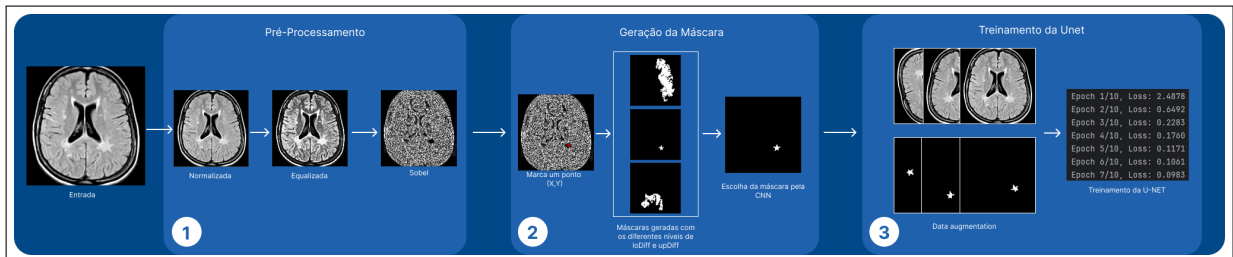 Pré-Processamento
Geração da Máscara
Treinamento da Unet
Entrada
Normalizada
Equalizada
Sobel
1
Marca um ponto
(X,Y)
Máscaras geradas com
os diferentes níveis de
loDiff e upDiff
Escolha da máscara pela
CNN
2
Data augmentation
Epoch 1/10, Loss: 2.4878
Epoch 2/10, Loss: 0.6492
Epoch 3/10, Loss: 0.2283
Epoch 4/10, Loss: 0.1760
Epoch 5/10, Loss: 0.1171
Epoch 6/10, Loss: 0.1061
Epoch 7/10, Loss: 0.0983
Treinamento da U-NET
3